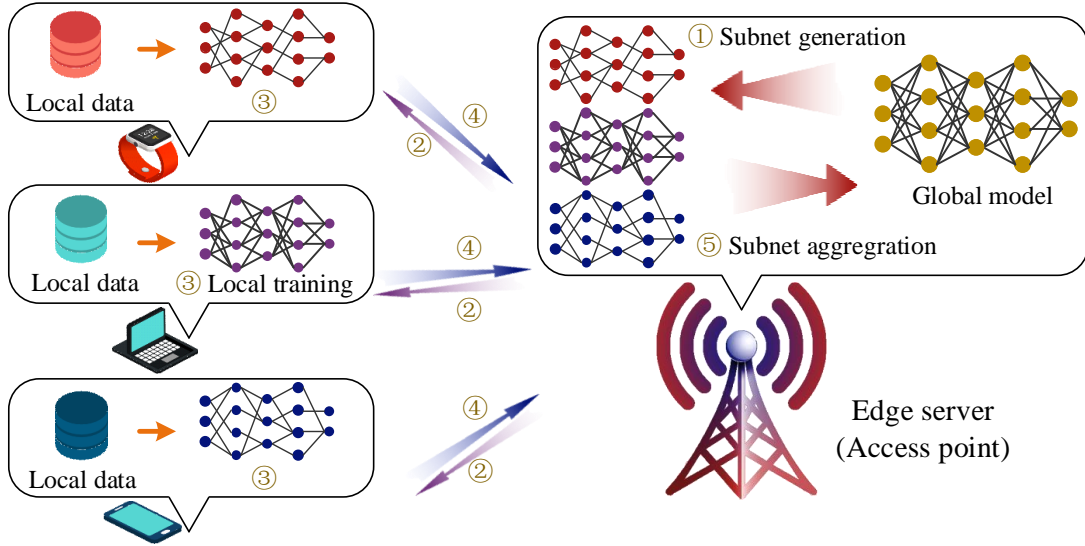 Local data
③
④
②
Local data
③ Local training
④
②
Local data
③
④
②
① Subnet generation
Global model
⑤ Subnet aggregration
Edge server
(Access point)